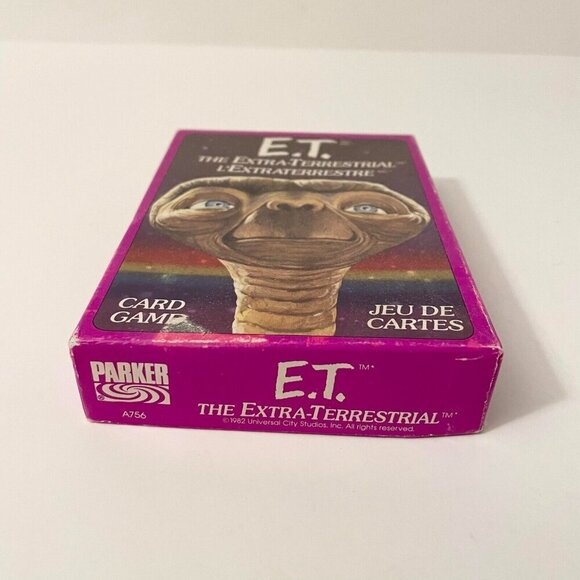 E.T.™
THE EXTRA-TERRESTRIAL™
L'EXTRATERRESTRE
CARD
GAME
JEU DE
CARTES
PARKER
A756
E.T.™*
THE EXTRA-TERRESTRIAL™*
©1982 Universal City Studios, Inc. All rights reserved.